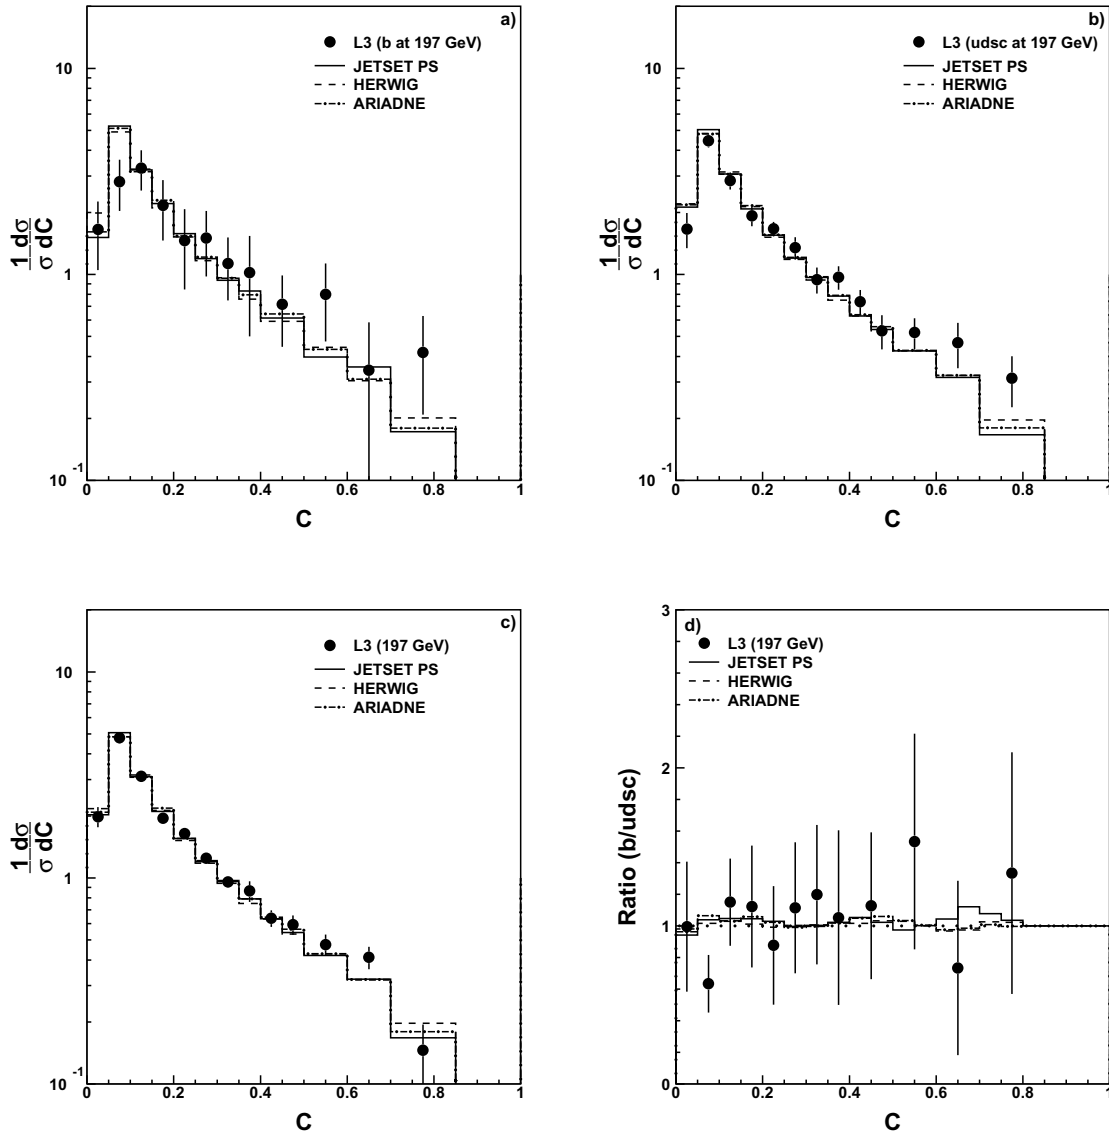 a)
L3 (b at 197 GeV)
JETSET PS
HERWIG
ARIADNE
10
1
10 -1
1 dσ
σ dC
0 0.2 0.4 0.6 0.8 1
C
b)
L3 (udsc at 197 GeV)
JETSET PS
HERWIG
ARIADNE
10
1
10 -1
1 dσ
σ dC
0 0.2 0.4 0.6 0.8 1
C
c)
L3 (197 GeV)
JETSET PS
HERWIG
ARIADNE
10
1
10 -1
1 dσ
σ dC
0 0.2 0.4 0.6 0.8 1
C
d)
L3 (197 GeV)
JETSET PS
HERWIG
ARIADNE
3
2
1
0
Ratio (b/udsc)
0 0.2 0.4 0.6 0.8 1
C